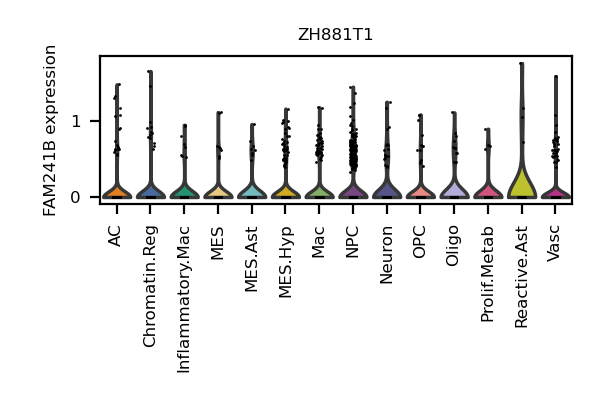 ZH881T1
FAM241B expression
1
0
AC
Chromatin.Reg
Inflammatory.Mac
MES
MES.Ast
MES.Hyp
Mac
NPC
Neuron
OPC
Oligo
Prolif.Metab
Reactive.Ast
Vasc